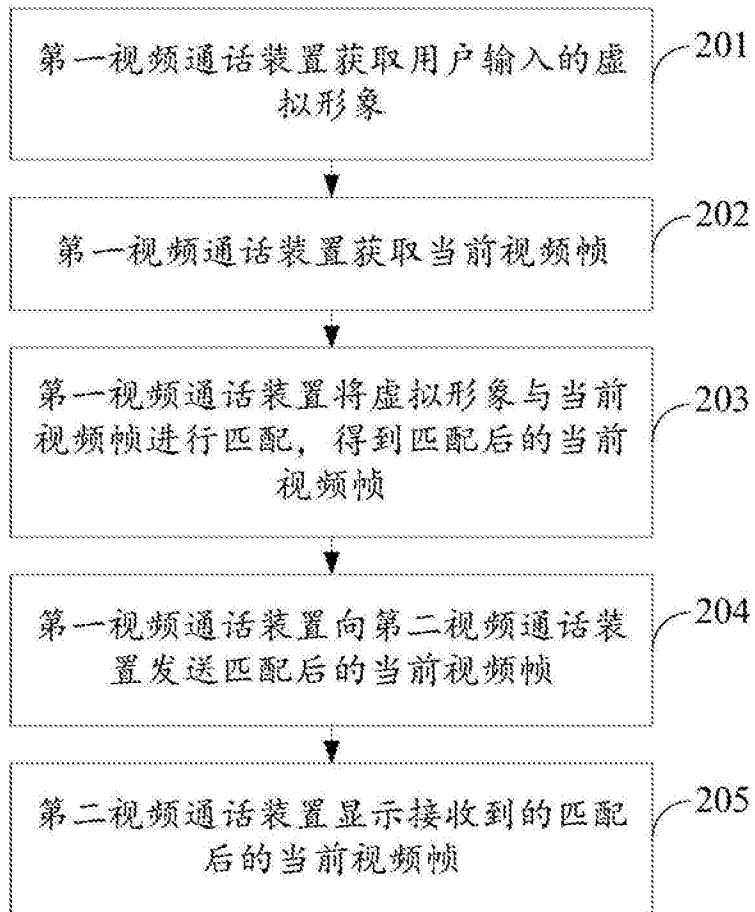 第一视频通话装置获取用户输入的虚
拟形象
201
第一视频通话装置获取当前视频帧
202
第一视频通话装置将虚拟形象与当前
视频帧进行匹配，得到匹配后的当前
视频帧
203
第一视频通话装置向第二视频通话装
置发送匹配后的当前视频帧
204
第二视频通话装置显示接收到的匹配
后的当前视频帧
205